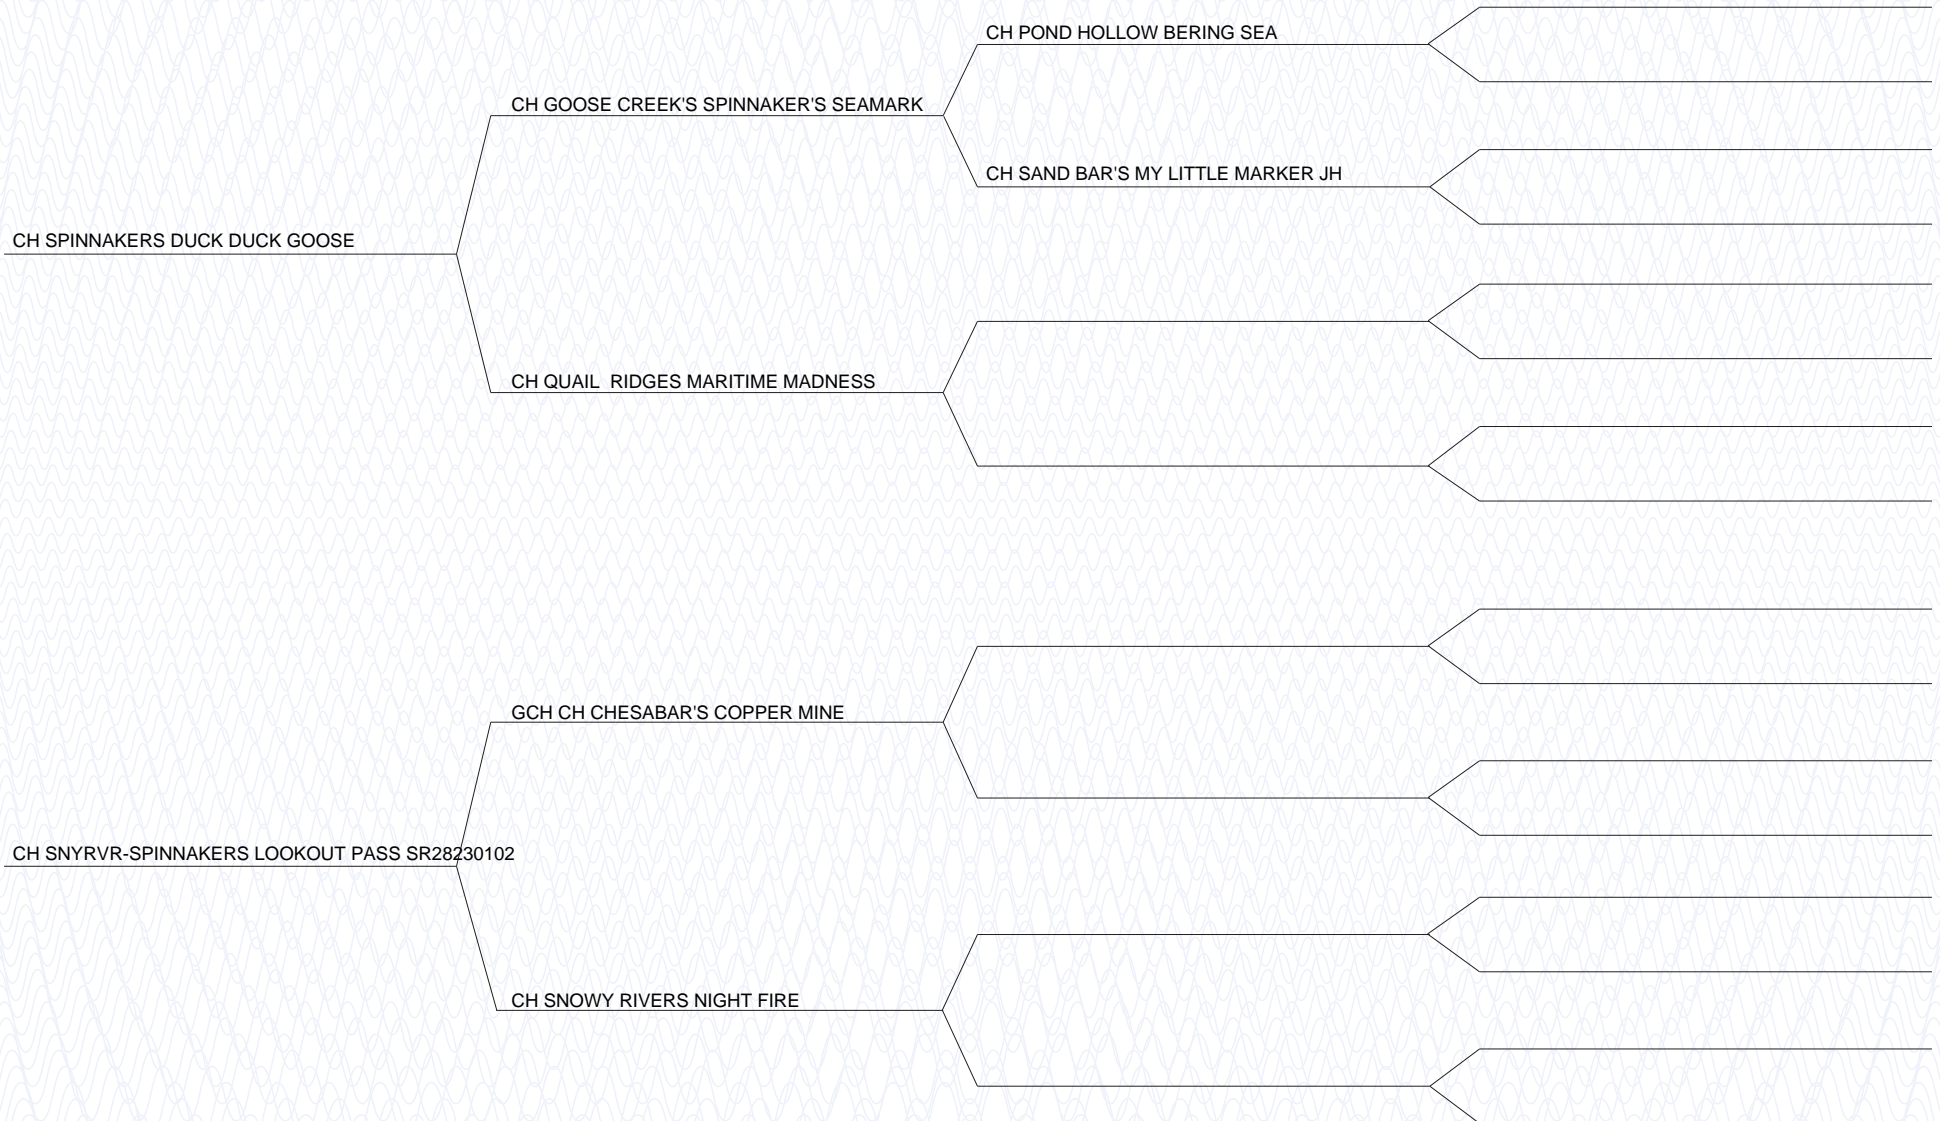 CH POND HOLLOW BERING SEA
CH GOOSE CREEK'S SPINNAKER'S SEAMARK
CH SAND BAR'S MY LITTLE MARKER JH
CH SPINNAKERS DUCK DUCK GOOSE
CH QUAIL  RIDGES MARITIME MADNESS
GCH CH CHESABAR'S COPPER MINE
CH SNYRVR-SPINNAKERS LOOKOUT PASS SR28230102
CH SNOWY RIVERS NIGHT FIRE